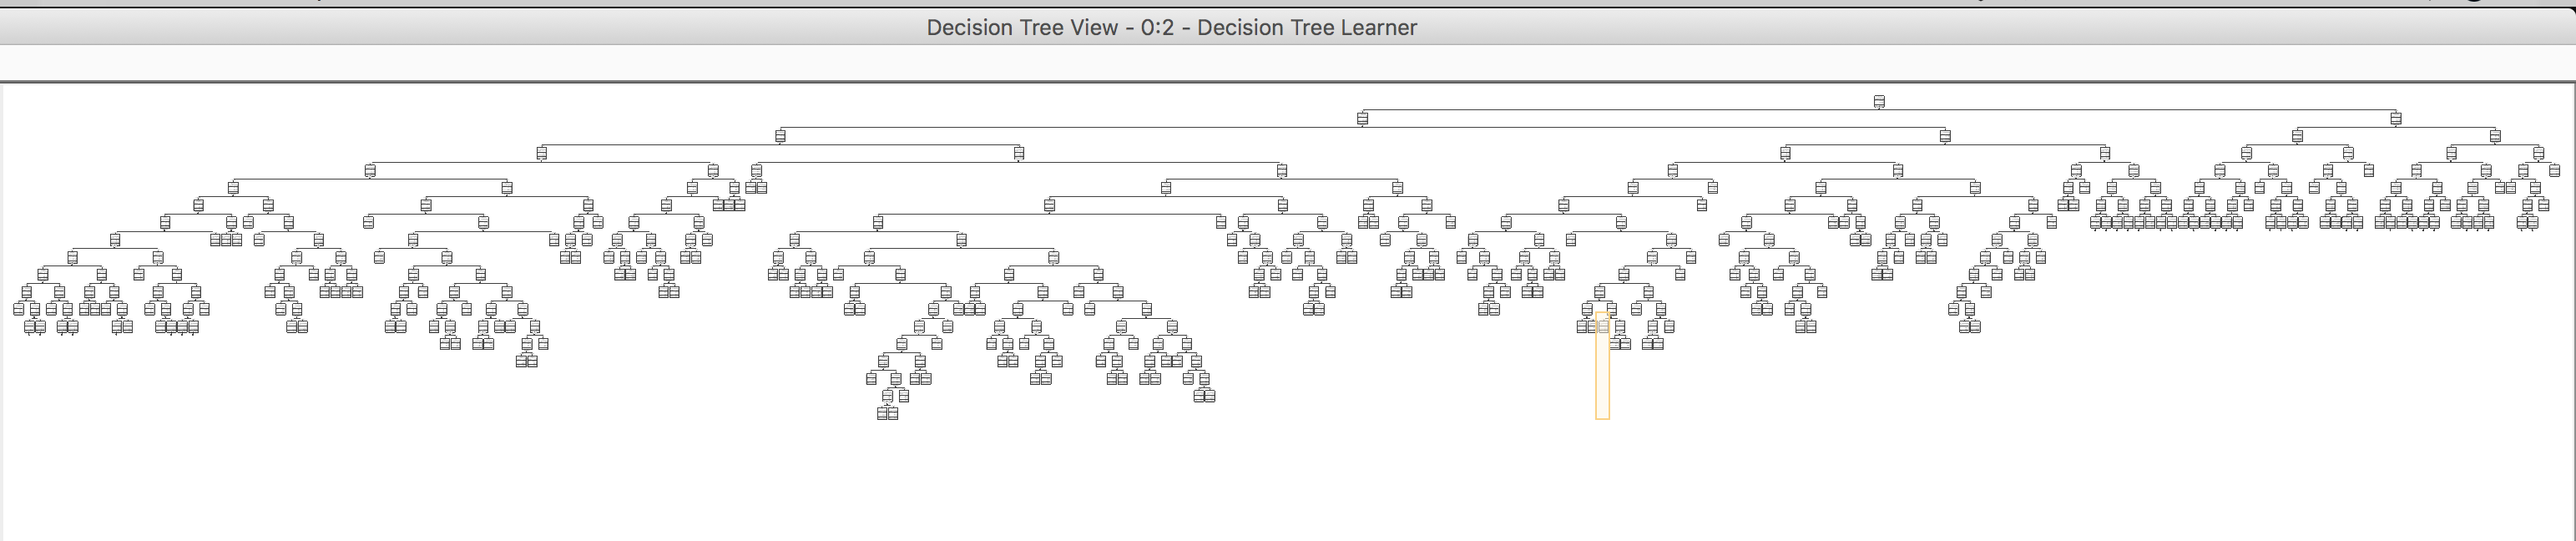 Decision Tree View - 0:2 - Decision Tree Learner